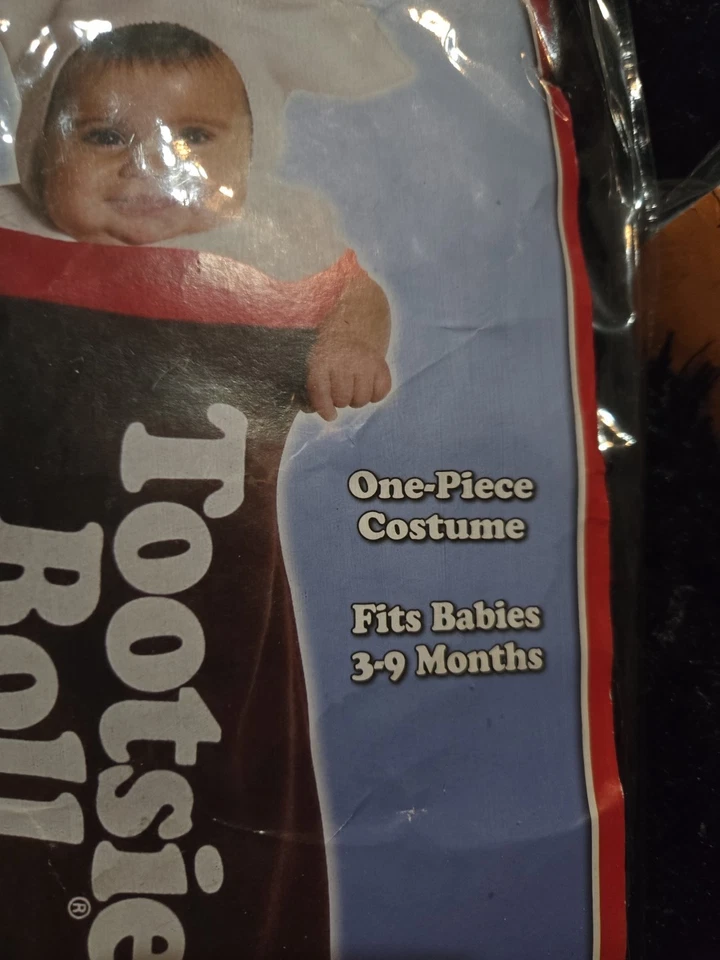 Tootsie
Roll
®
One-Piece
Costume
Fits Babies
3-9 Months